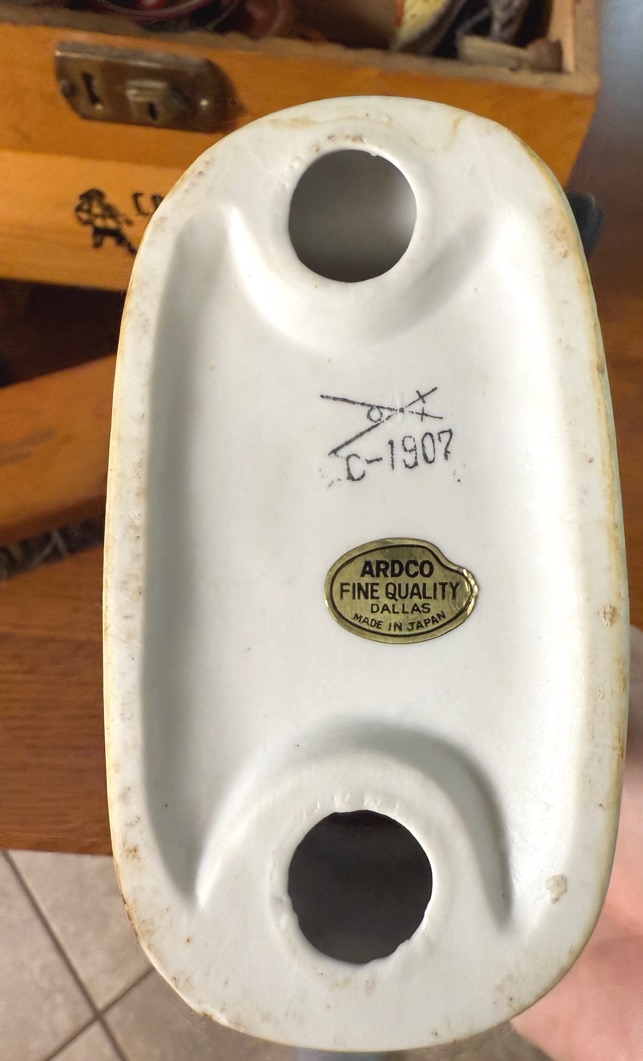 C-1907
ARDCO
FINE QUALITY
DALLAS
MADE IN JAPAN